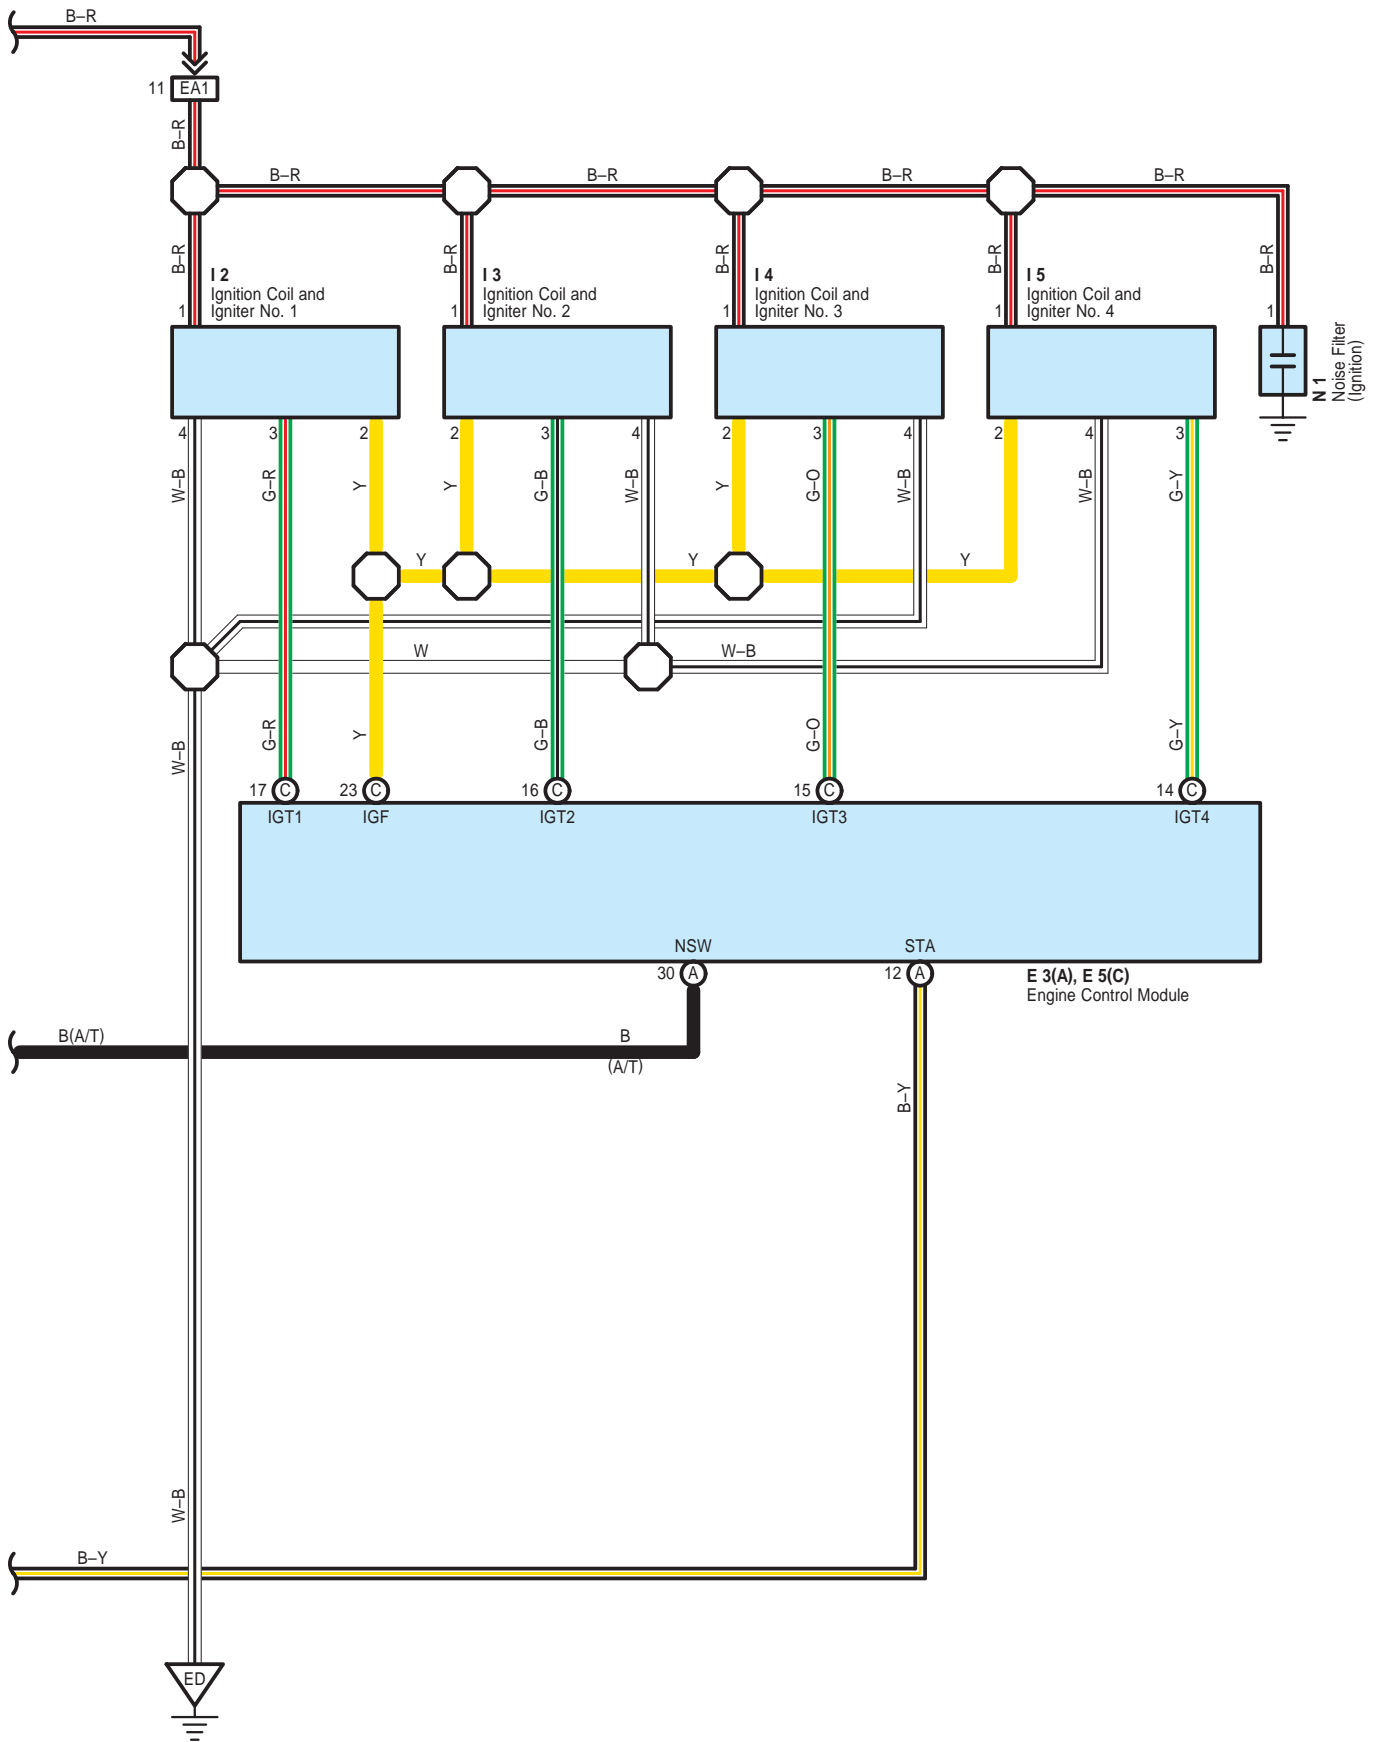 B–R
11 EA1
B–R
B–R B–R B–R B–R
B–R B–R B–R B–R B–R
I 2
Ignition Coil and
Igniter No. 1
I 3
Ignition Coil and
Igniter No. 2
I 4
Ignition Coil and
Igniter No. 3
I 5
Ignition Coil and
Igniter No. 4
1 1 1 1 1
N 1
Noise Filter
(Ignition)
4 3 2 2 3 4 2 3 4 2 4 3
W–B G–R Y Y G–B W–B Y G–O W–B W–B G–Y
Y Y Y
W W–B
W–B G–R Y G–B G–O G–Y
17 C 23 C 16 C 15 C 14 C
IGT1 IGF IGT2 IGT3 IGT4
NSW STA
30 A 12 A
E 3(A), E 5(C)
Engine Control Module
B(A/T) B
(A/T)
B–Y
W–B
B–Y
ED